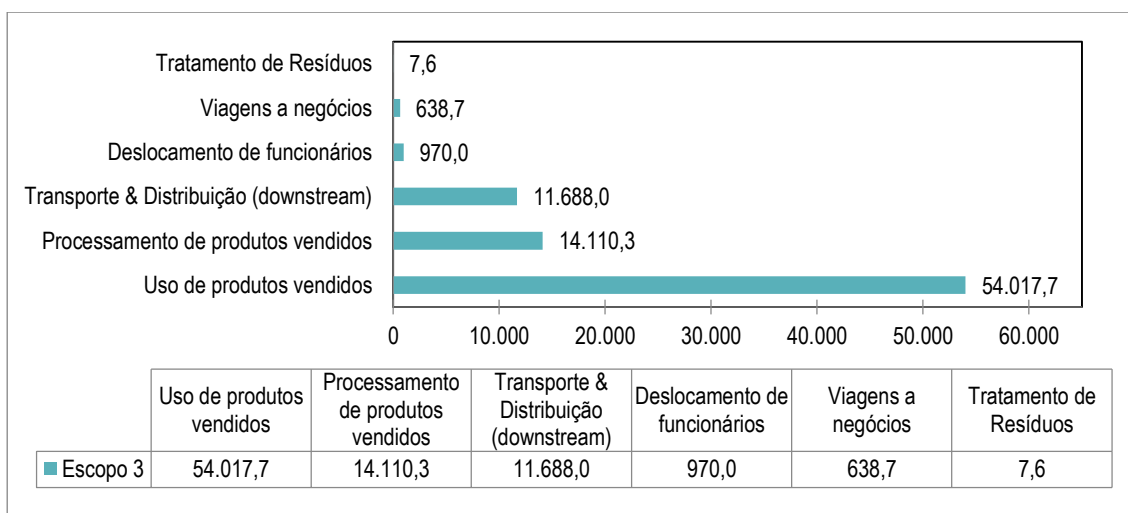 Tratamento de Resíduos
7,6
Viagens a negócios
638,7
Deslocamento de funcionários
970,0
Transporte & Distribuição (downstream)
11.688,0
Processamento de produtos vendidos
14.110,3
Uso de produtos vendidos
54.017,7
0 10.000 20.000 30.000 40.000 50.000 60.000
Uso de produtos
vendidos
Processamento
de produtos
vendidos
Transporte &
Distribuição
(downstream)
Deslocamento de
funcionários
Viagens a
negócios
Tratamento de
Resíduos
Escopo 3 54.017,7 14.110,3 11.688,0 970,0 638,7 7,6